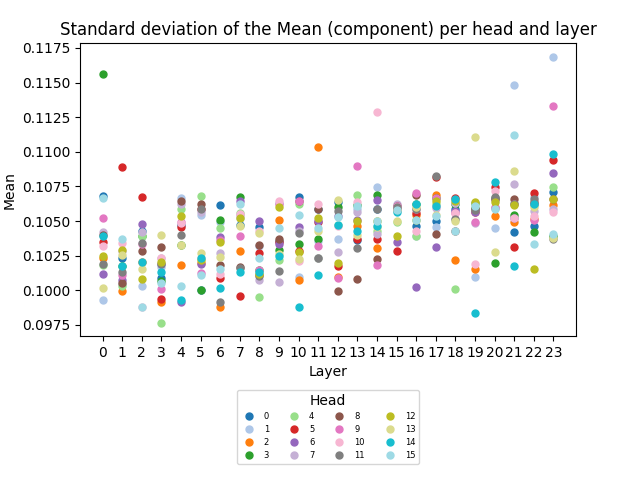 Standard deviation of the Mean (component) per head and layer
0.1175
0.1150
0.1125
0.1100
0.1075
0.1050
0.1025
0.1000
0.0975
Mean
0 1 2 3 4 5 6 7 8 9 10 11 12 13 14 15 16 17 18 19 20 21 22 23
Layer
Head
0 4 8 12
1 5 9 13
2 6 10 14
3 7 11 15